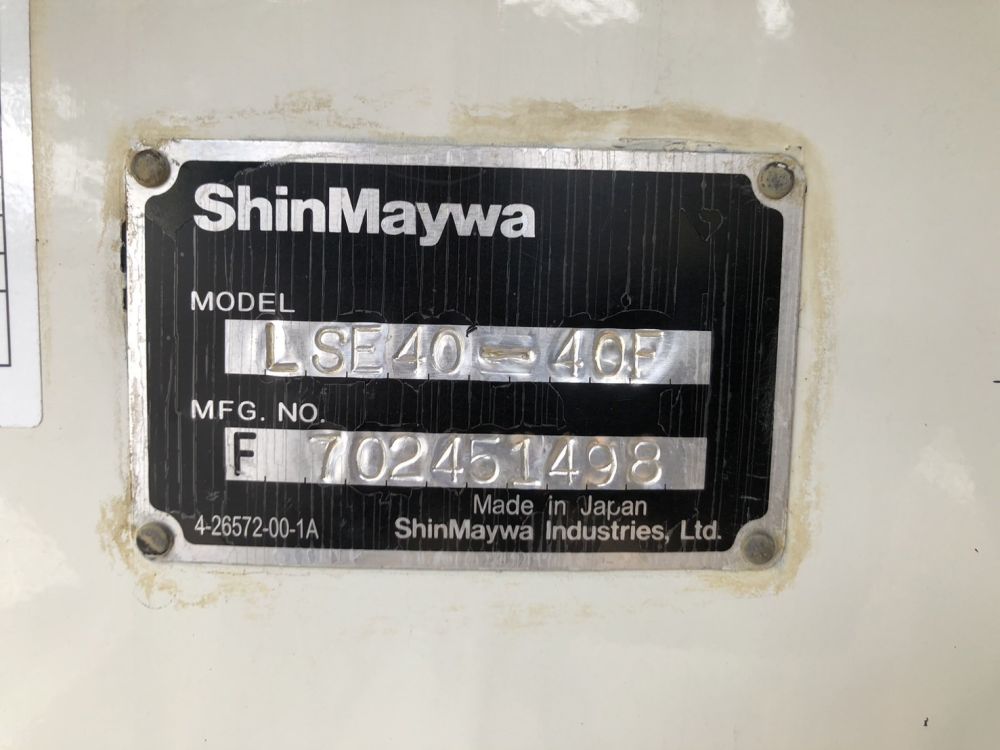 ShinMaywa
MODEL
LSE40-40F
MFG. NO.
F 702451498
Made in Japan
4-26572-00-1A
ShinMaywa Industries, Ltd.